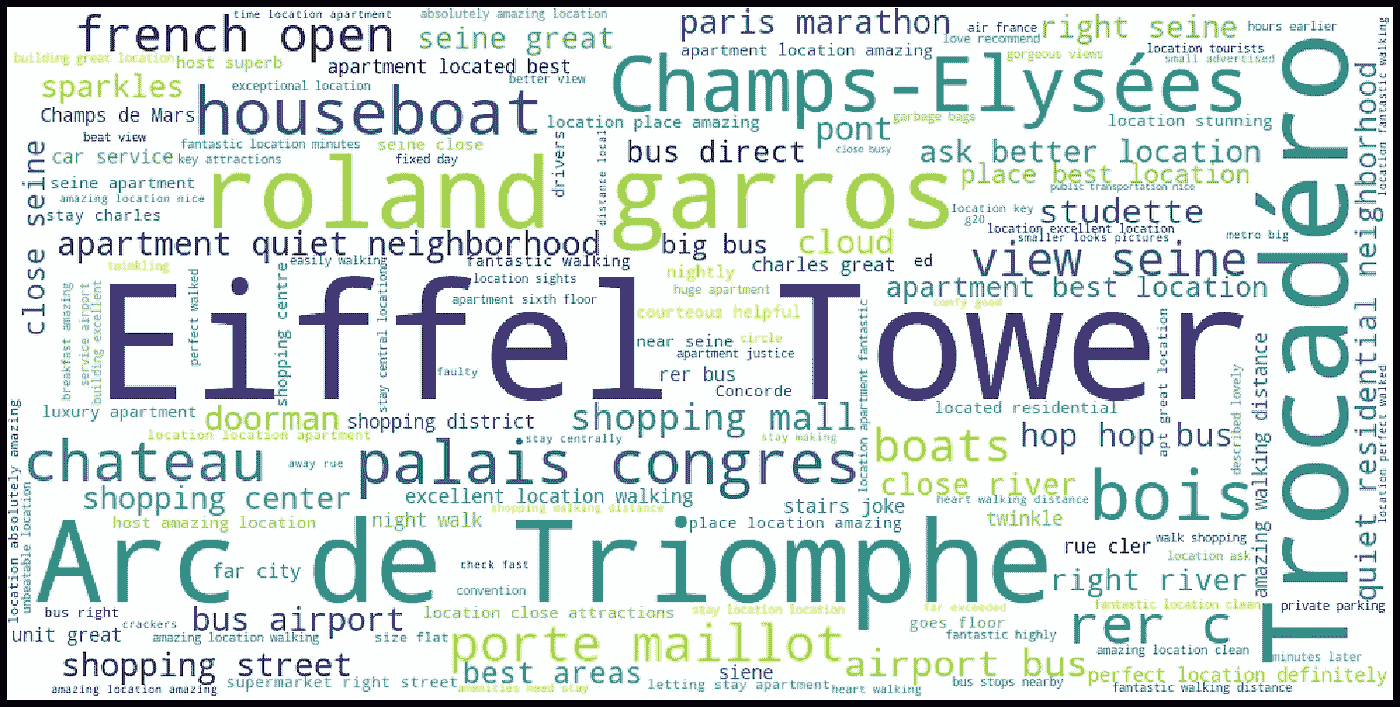 time location apartment
absolutely amazing location
french open
seine great
paris marathon
air france
right seine
hours earlier
love recommend
building great location
host superb
apartment location amazing
gorgeous views
location tourists
small advertised
apartment located best
better view
sparkles
exceptional location
Champs-Elysées
houseboat
Champs de Mars
location place amazing
garbage bags
location stunning
beat view
fantastic location minutes
seine close
pont
close busy
car service
key attractions
fixed day
drivers
distance local
bus direct
ask better location
place best location
public transportation nice
seine apartment
amazing location nice
roland garros
stay charles
location key
g20
studette
location excellent location
smaller looks pictures
metro big
apartment quiet neighborhood
big bus
cloud
close seine
twinkling
easily walking
fantastic walking
charles great
ed
view seine
nightly
huge apartment
location sights
apartment best location
apartment sixth floor
courteous helpful
comfy good
Eiffel Tower
Trocadéro
quiet residential neighborhood
location fantastic walking
location perfect walked
breakfast amazing
service airport
building excellent
perfect walked
shopping centre
stay central location
near seine
circle
apartment justice
faulty
rer bus
Concorde
location apartment fantastic
apt great location
amazing walking distance
described lovely
luxury apartment
doorman
shopping district
shopping mall
located residential
location location apartment
stay centrally
stay making
boats
hop hop bus
chateau
away rue
palais congres
close river
heart walking distance
bois
location absolutely amazing
unbeatable location
shopping center
excellent location walking
shopping walking distance
stairs joke
twinkle
host amazing location
night walk
place location amazing
rue cler
walk shopping
location ask
Arc de Triomphe
far city
check fast
convention
right river
bus right
crackers
bus airport
location close attractions
stay location location
far exceeded
goes floor
fantastic location clean
private parking
unit great
amazing location walking
size flat
porte maillot
fantastic highly
rer c
amazing location clean
minutes later
shopping street
best areas
siene
airport bus
perfect location definitely
amazing location amazing
supermarket right street
amenities need stay
letting stay apartment
heart walking
bus stops nearby
fantastic walking distance